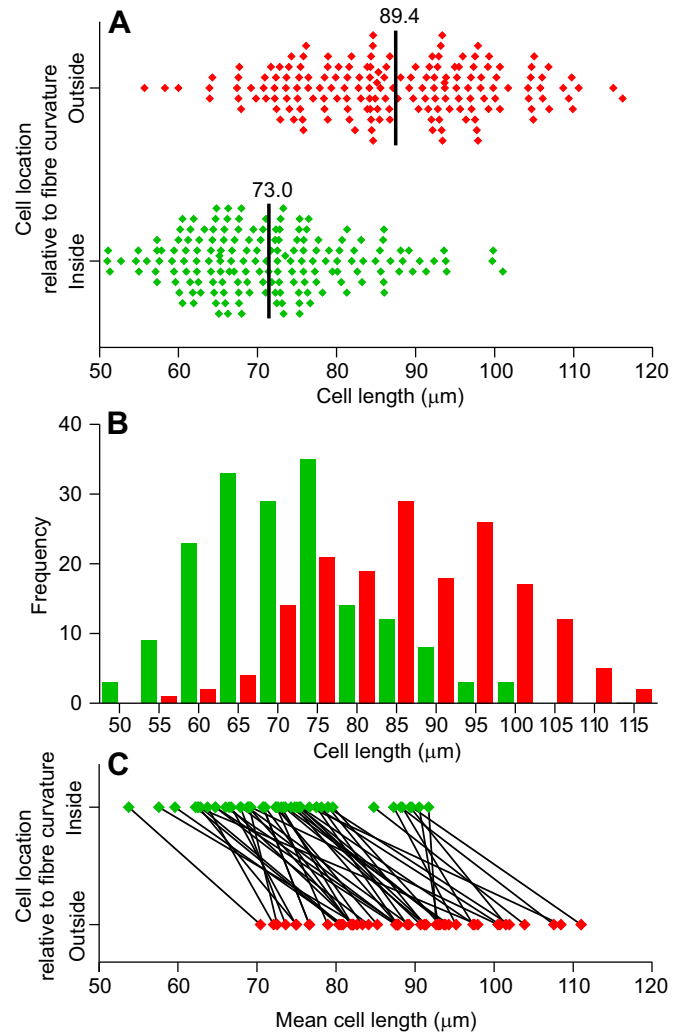 A
89.4
73.0
Cell location
relative to fibre curvature
Outside
Inside
50 60 70 80 90 100 110 120
Cell length (μm)
B
40
30
20
10
0
Frequency
50 55 60 65 70 75 80 85 90 95 100 105 110 115
Cell length (μm)
C
Cell location
relative to fibre curvature
Inside
Outside
50 60 70 80 90 100 110 120
Mean cell length (μm)